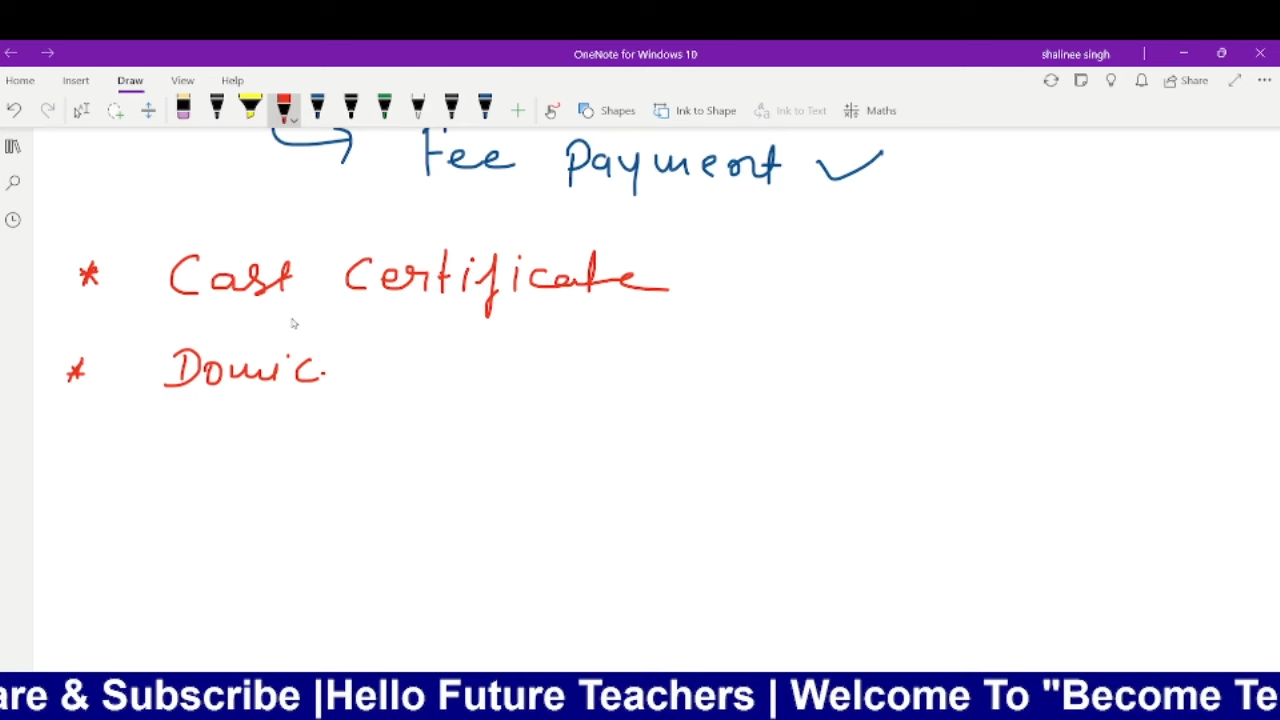 OneNote for Windows 10
shalinee singh
Home Insert Draw View Help
Share
Shapes Ink to Shape Ink to Text Maths
Fee Payment
* Cast Certificate
* Domic
are & Subscribe |Hello Future Teachers | Welcome To "Become Te